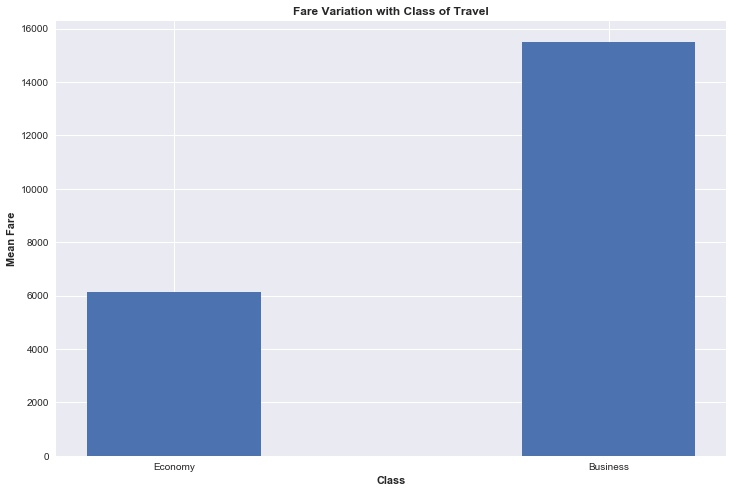 Fare Variation with Class of Travel
16000
14000
12000
10000
8000
6000
4000
2000
0
Mean Fare
Economy
Business
Class